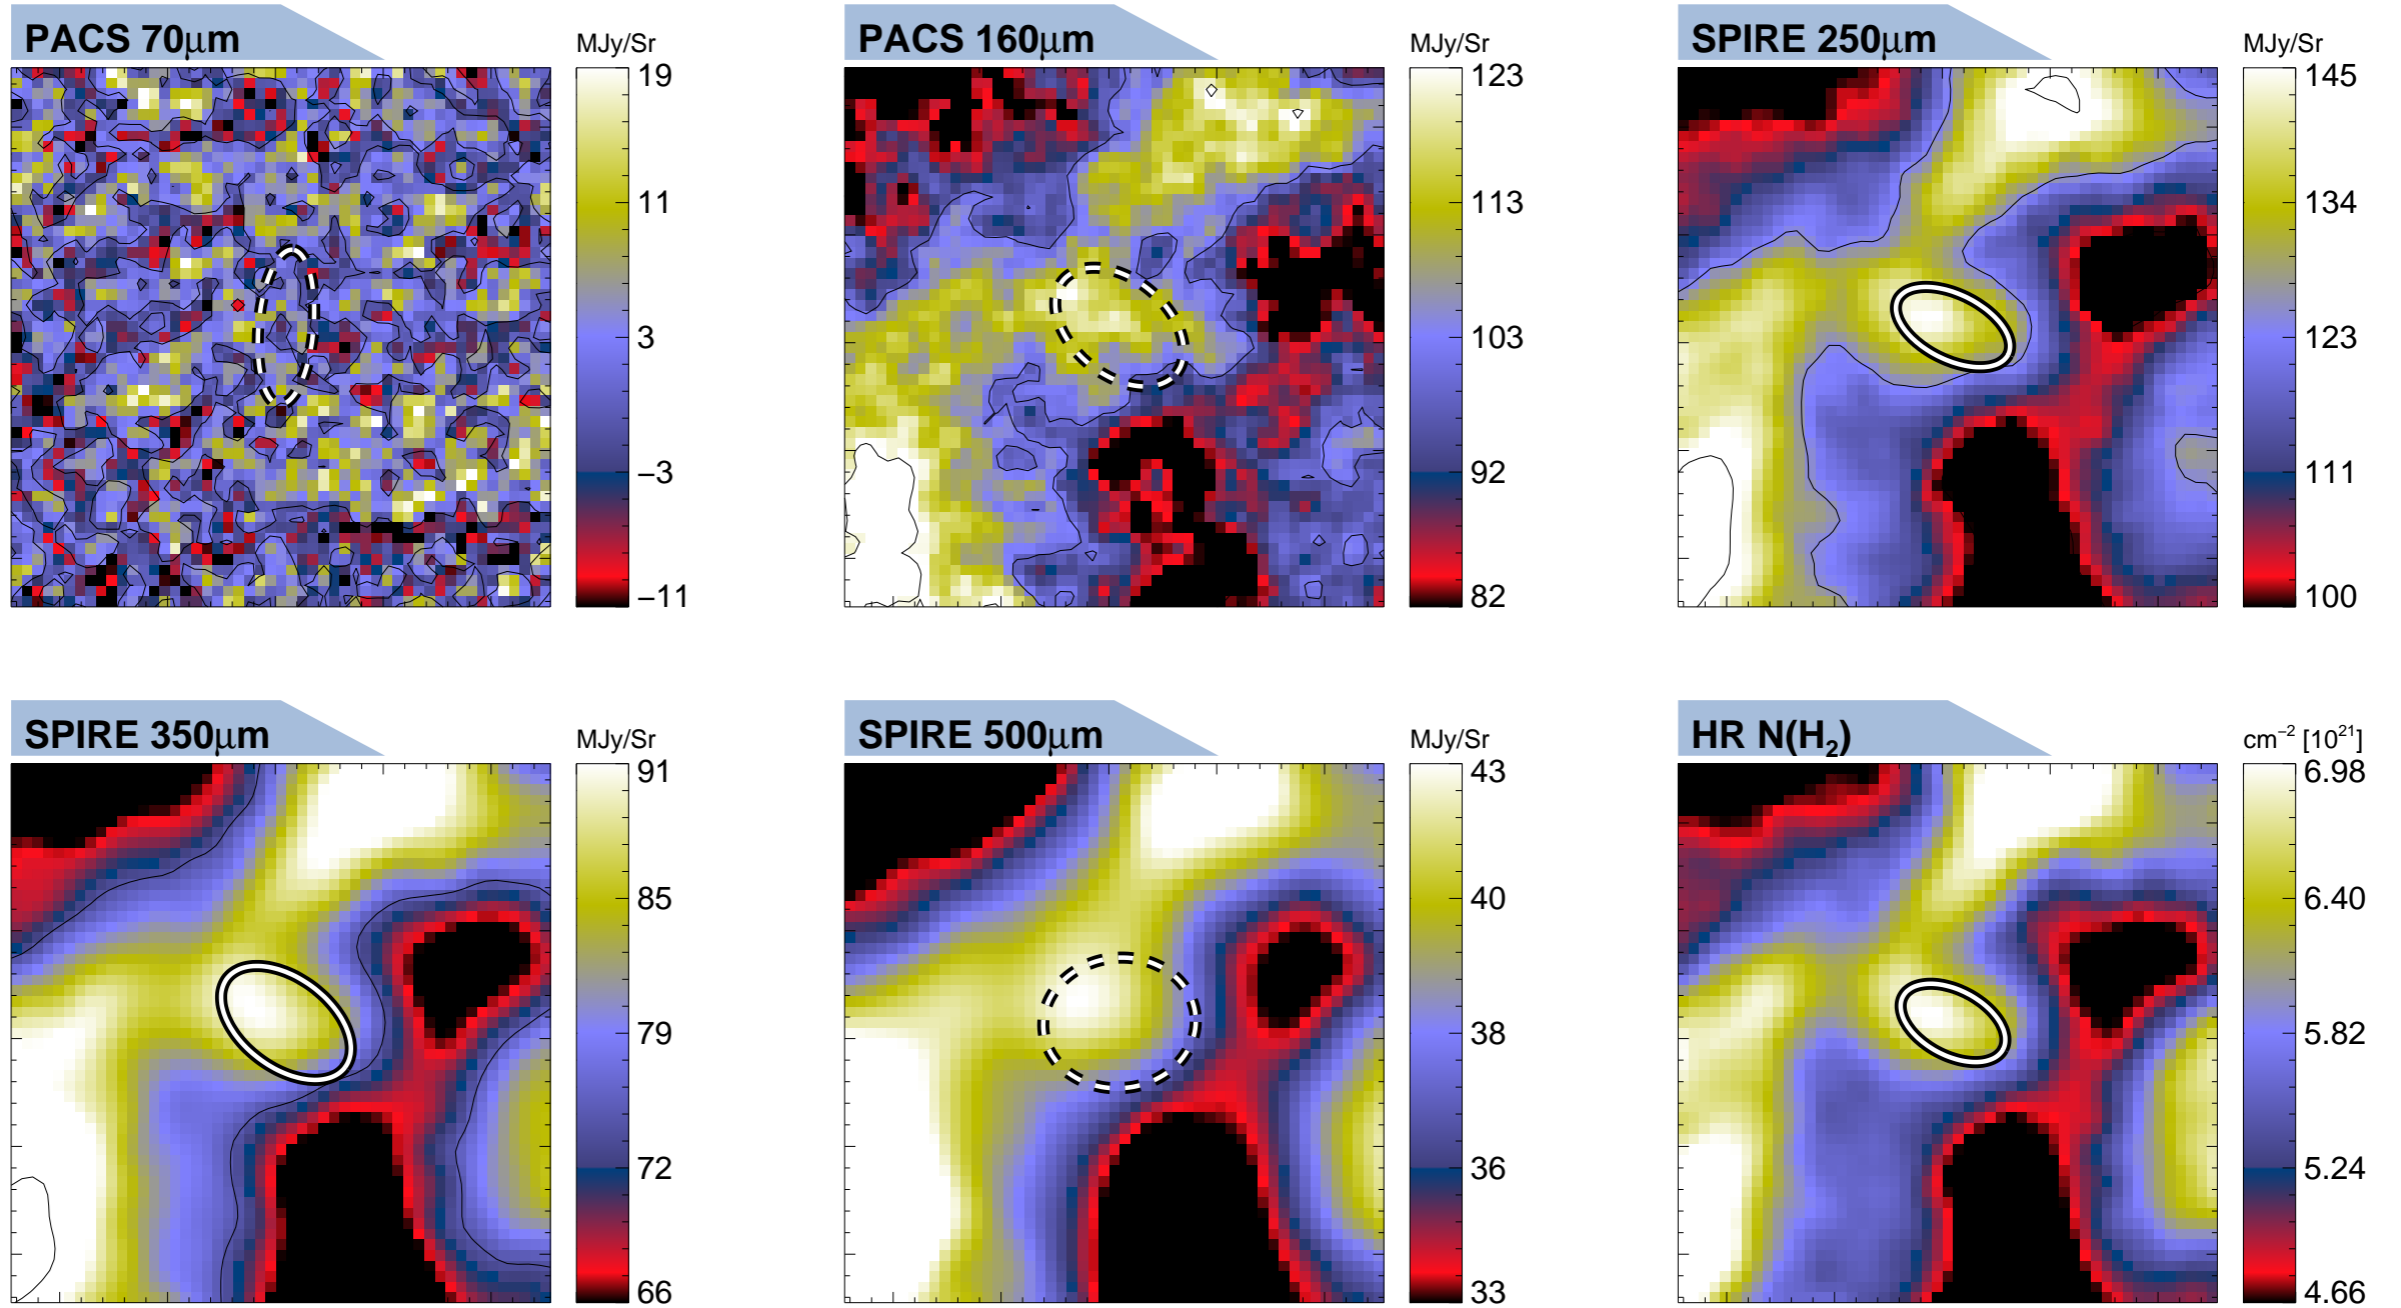 PACS 70μm
MJy/Sr
19
11
3
−3
−11
PACS 160μm
MJy/Sr
123
113
103
92
82
SPIRE 250μm
MJy/Sr
145
134
123
111
100
SPIRE 350μm
MJy/Sr
91
85
79
72
66
SPIRE 500μm
MJy/Sr
43
40
38
36
33
HR N(H₂)
cm⁻² [10²¹]
6.98
6.40
5.82
5.24
4.66